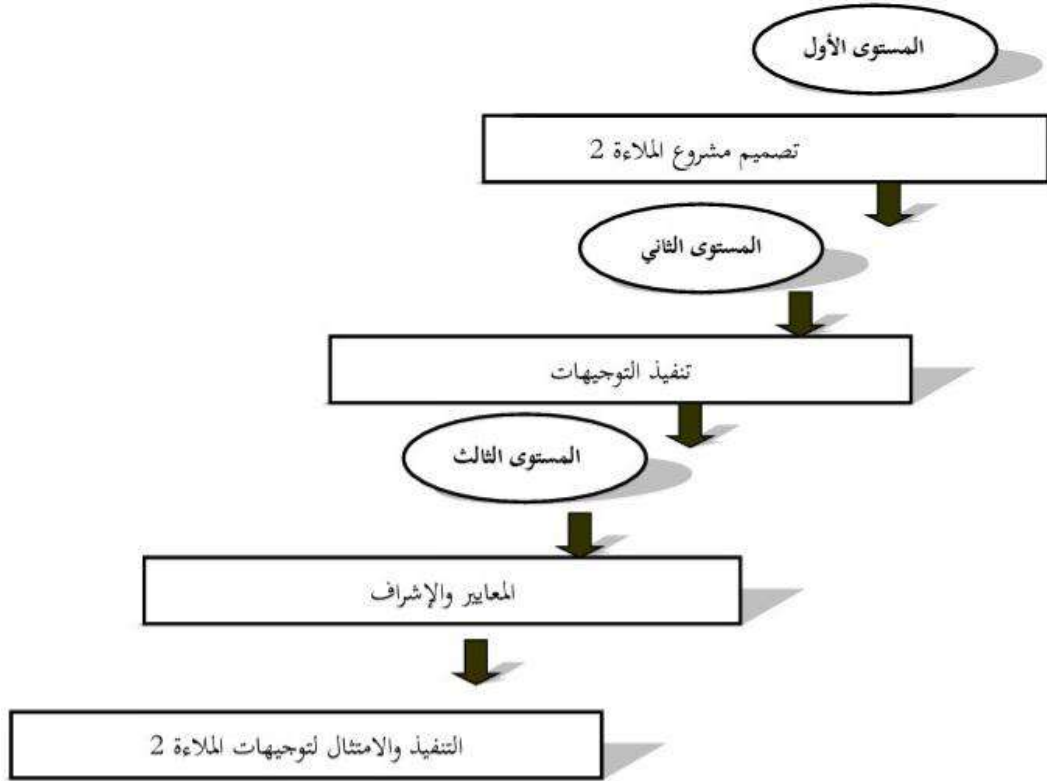 المستوى الأول
تصميم مشروع الملاءة 2
المستوى الثاني
تنفيذ التوجيهات
المستوى الثالث
المعايير والإشراف
التنفيذ والامتثال لتوجيهات الملاءة 2